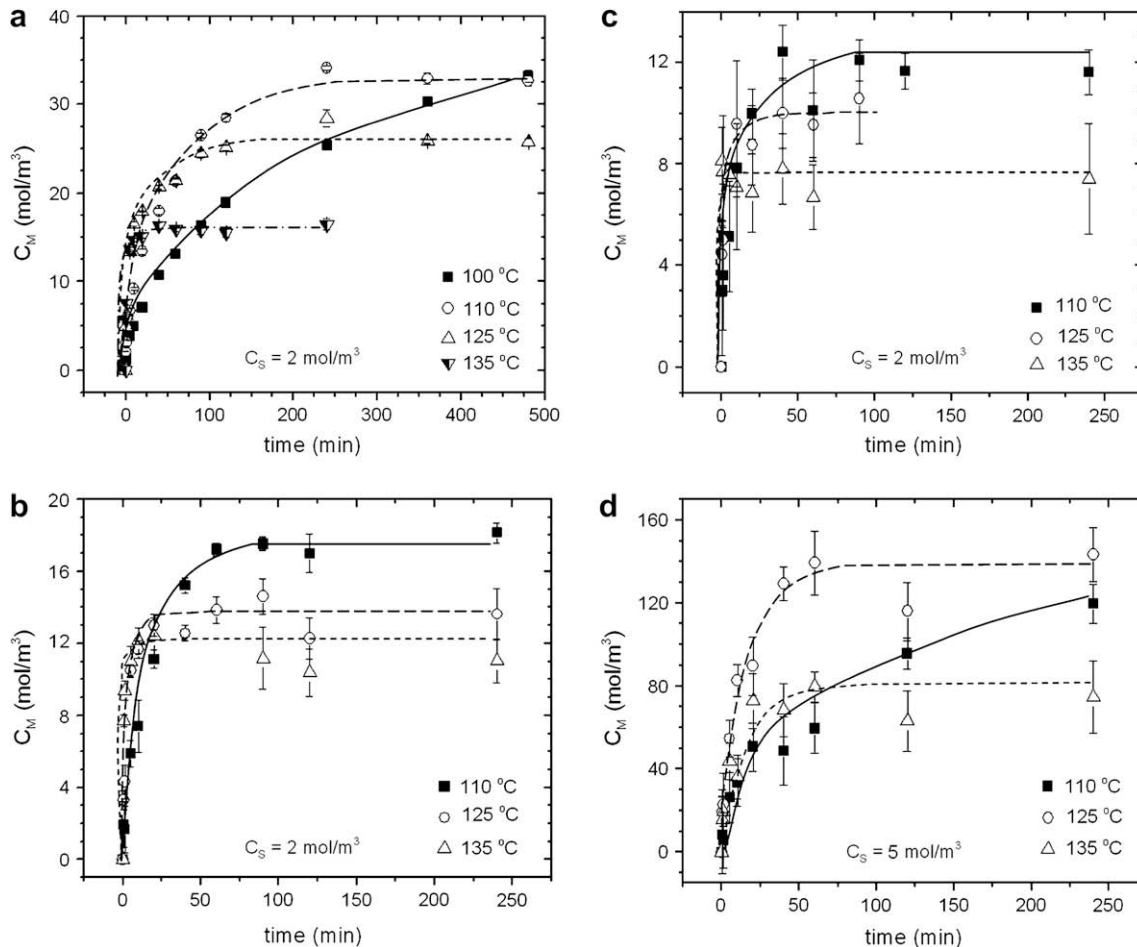 a
40
30
20
10
0
C_M (mol/m³)
0 100 200 300 400 500
time (min)
100 °C
110 °C
125 °C
135 °C
C_S = 2 mol/m³
c
12
8
4
0
C_M (mol/m³)
0 50 100 150 200 250
time (min)
110 °C
125 °C
135 °C
C_S = 2 mol/m³
b
20
16
12
8
4
0
C_M (mol/m³)
0 50 100 150 200 250
time (min)
110 °C
125 °C
135 °C
C_S = 2 mol/m³
d
160
120
80
40
0
C_M (mol/m³)
0 50 100 150 200 250
time (min)
110 °C
125 °C
135 °C
C_S = 5 mol/m³